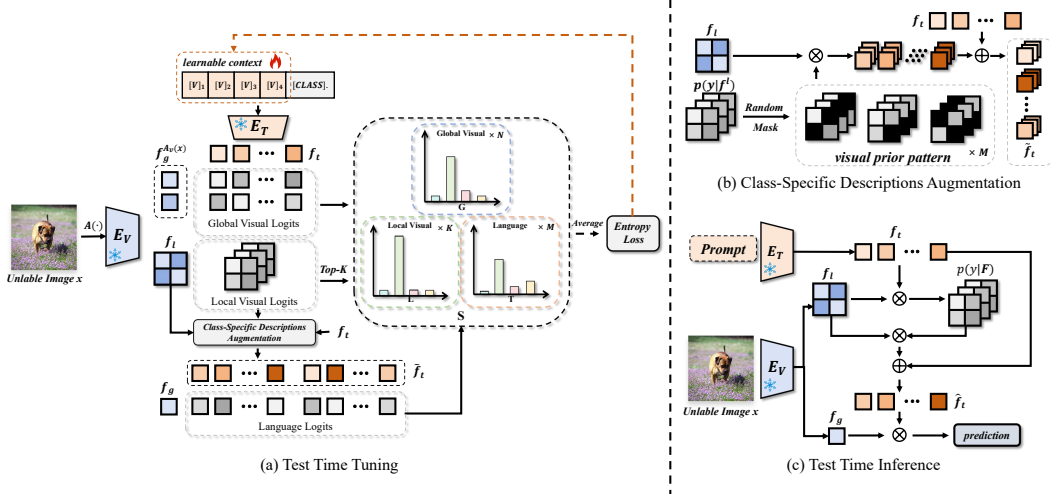 learnable context
[V]₁ [V]₂ [V]₃ [V]₄ [CLASS].
E_T
f_g^{A_v(x)}
f_t
Global Visual Logits
A(·)
E_V
f_l
Unlable Image x
Local Visual Logits
Top-K
Class-Specific Descriptions
Augmentation
f_t
f̃_t
f_g
Language Logits
Global Visual × N
G
Local Visual × K
L
Language × M
T
S
Average
Entropy
Loss
(a) Test Time Tuning
f_t
f_l
p(y|f^l)
Random
Mask
visual prior pattern
× M
f̃_t
(b) Class-Specific Descriptions Augmentation
Prompt
E_T
f_t
f_l
p(y|F)
E_V
Unlable Image x
f̂_t
f_g
prediction
(c) Test Time Inference